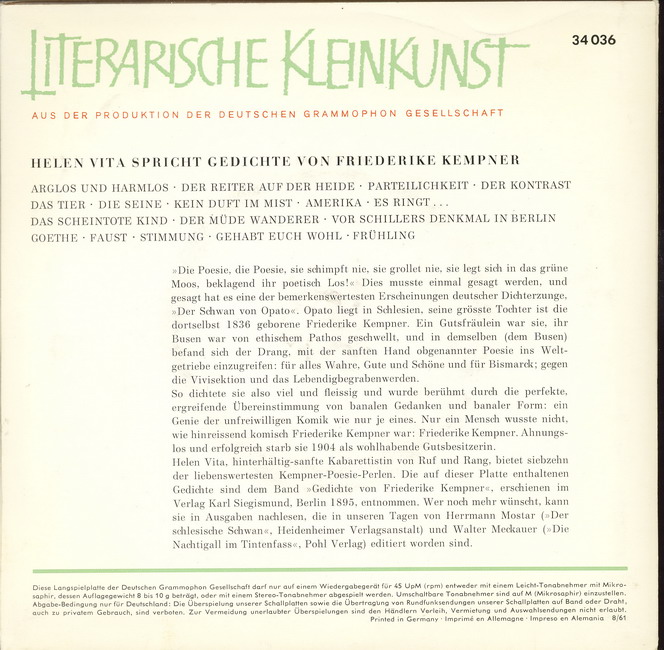 LITERARISCHE KLEINKUNST
34 036
AUS DER PRODUKTION DER DEUTSCHEN GRAMMOPHON GESELLSCHAFT
HELEN VITA SPRICHT GEDICHTE VON FRIEDERIKE KEMPNER
ARGLOS UND HARMLOS · DER REITER AUF DER HEIDE · PARTEILICHKEIT · DER KONTRAST
DAS TIER · DIE SEINE · KEIN DUFT IM MIST · AMERIKA · ES RINGT ...
DAS SCHEINTOTE KIND · DER MÜDE WANDERER · VOR SCHILLERS DENKMAL IN BERLIN
GOETHE · FAUST · STIMMUNG · GEHABT EUCH WOHL · FRÜHLING
»Die Poesie, die Poesie, sie schimpft nie, sie grollet nie, sie legt sich in das grüne
Moos, beklagend ihr poetisch Los!« Dies musste einmal gesagt werden, und
gesagt hat es eine der bemerkenswertesten Erscheinungen deutscher Dichterzunge,
»Der Schwan von Opato«. Opato liegt in Schlesien, seine grösste Tochter ist die
dortselbst 1836 geborene Friederike Kempner. Ein Gutsfräulein war sie, ihr
Busen war von ethischem Pathos geschwellt, und in demselben (dem Busen)
befand sich der Drang, mit der sanften Hand obgenannter Poesie ins Welt-
getriebe einzugreifen: für alles Wahre, Gute und Schöne und für Bismarck; gegen
die Vivisektion und das Lebendigbegrabenwerden.
So dichtete sie also viel und fleissig und wurde berühmt durch die perfekte,
ergreifende Übereinstimmung von banalen Gedanken und banaler Form: ein
Genie der unfreiwilligen Komik wie nur je eines. Nur ein Mensch wusste nicht,
wie hinreissend komisch Friederike Kempner war: Friederike Kempner. Ahnungs-
los und erfolgreich starb sie 1904 als wohlhabende Gutsbesitzerin.
Helen Vita, hinterhältig-sanfte Kabarettistin von Ruf und Rang, bietet siebzehn
der liebenswertesten Kempner-Poesie-Perlen. Die auf dieser Platte enthaltenen
Gedichte sind dem Band »Gedichte von Friederike Kempner«, erschienen im
Verlag Karl Siegismund, Berlin 1895, entnommen. Wer noch mehr wünscht, kann
sie in Ausgaben nachlesen, die in unseren Tagen von Herrmann Mostar (»Der
schlesische Schwan«, Heidenheimer Verlagsanstalt) und Walter Meckauer (»Die
Nachtigall im Tintenfass«, Pohl Verlag) editiert worden sind.
Diese Langspielplatte der Deutschen Grammophon Gesellschaft darf nur auf einem Wiedergabegerät für 45 UpM (rpm) entweder mit einem Leicht-Tonabnehmer mit Mikro-
saphir, dessen Auflagegewicht 8 bis 10 g beträgt, oder mit einem Stereo-Tonabnehmer abgespielt werden. Umschaltbare Tonabnehmer sind auf M (Mikrosaphir) einzustellen.
Abgabe-Bedingung nur für Deutschland: Die Überspielung unserer Schallplatten sowie die Übertragung von Rundfunksendungen unserer Schallplatten auf Band oder Draht,
auch zu privatem Gebrauch, sind verboten. Zur Vermeidung unerlaubter Überspielungen sind den Händlern Verleih, Vermietung und Auswahlsendungen nicht erlaubt.
Printed in Germany · Imprimé en Allemagne · Impreso en Alemania 8/61